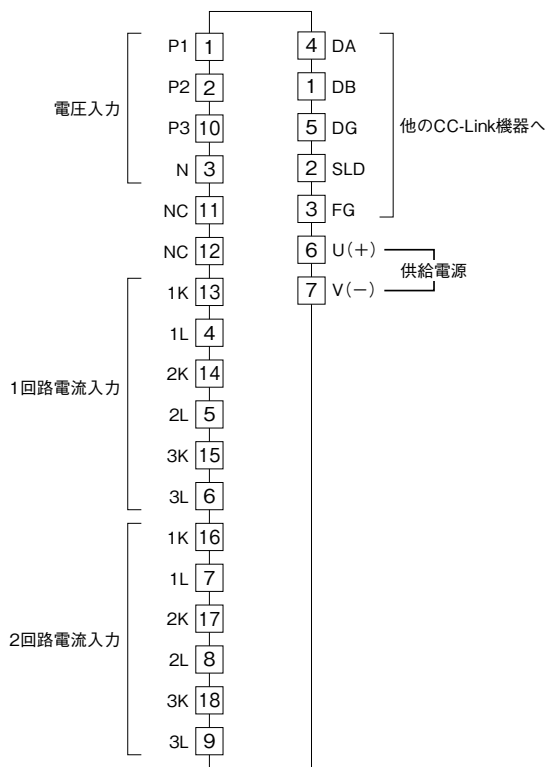 電圧入力
P1 1
P2 2
P3 10
N 3
NC 11
NC 12
1回路電流入力
1K 13
1L 4
2K 14
2L 5
3K 15
3L 6
2回路電流入力
1K 16
1L 7
2K 17
2L 8
3K 18
3L 9
4 DA
1 DB
5 DG
2 SLD
3 FG
他のCC-Link機器へ
6 U(+)
7 V(−)
供給電源